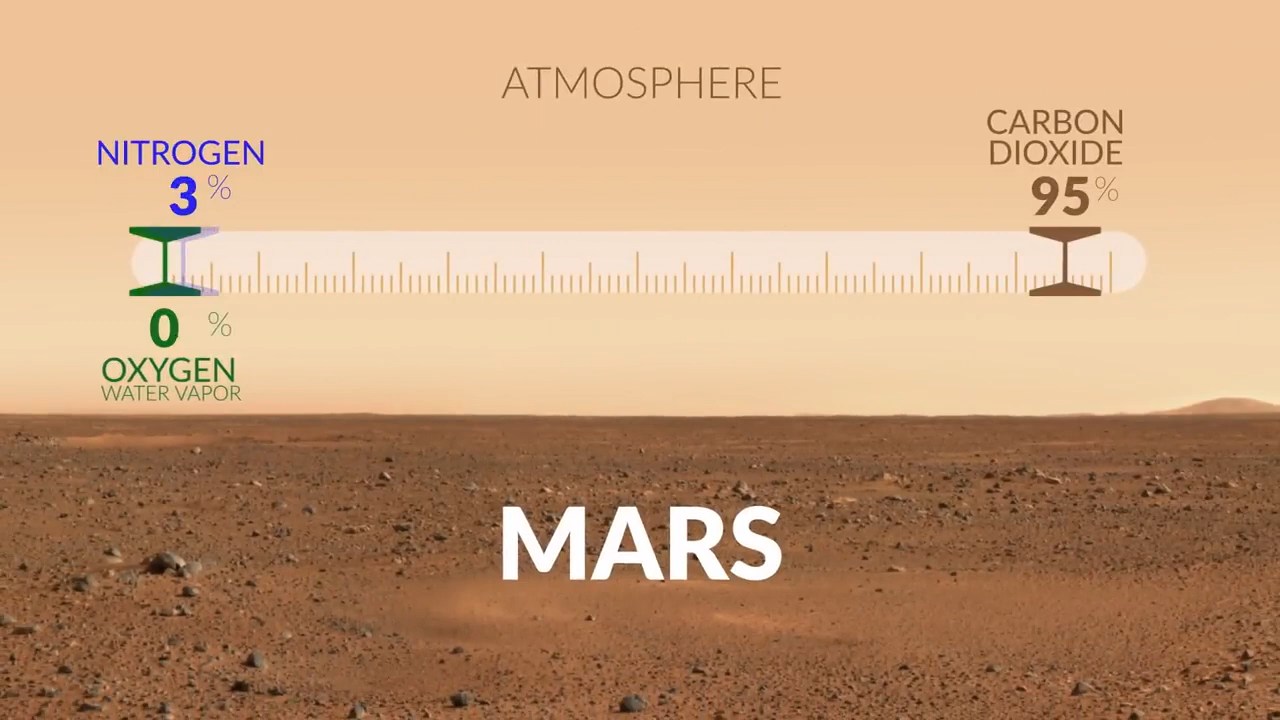 ATMOSPHERE
NITROGEN
3 %
CARBON
DIOXIDE
95 %
0 %
OXYGEN
WATER VAPOR
MARS